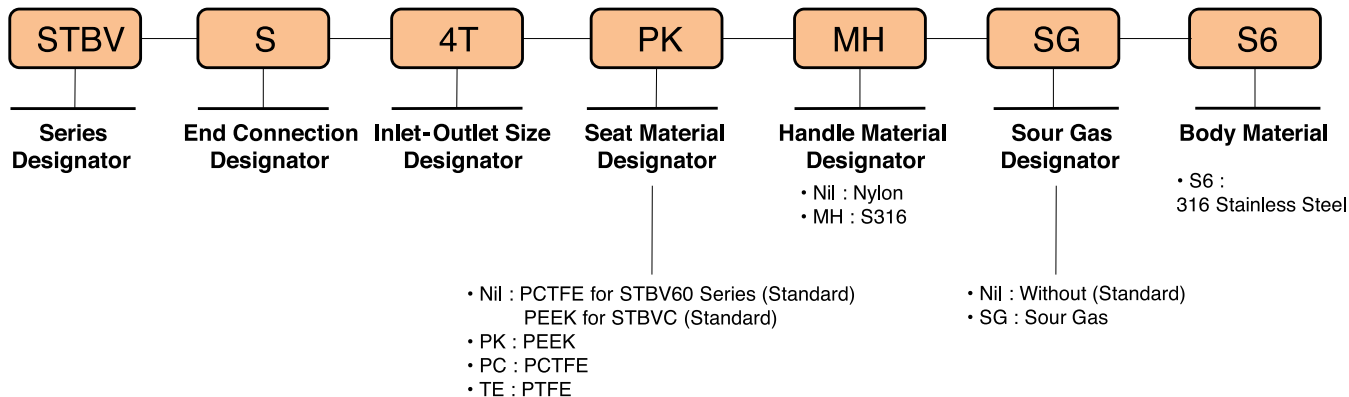 STBV
S
4T
PK
MH
SG
S6
Series
Designator
End Connection
Designator
Inlet-Outlet Size
Designator
Seat Material
Designator
Handle Material
Designator
Sour Gas
Designator
Body Material
• Nil : Nylon
• MH : S316
• S6 :
316 Stainless Steel
• Nil : PCTFE for STBV60 Series (Standard)
PEEK for STBVC (Standard)
• PK : PEEK
• PC : PCTFE
• TE : PTFE
• Nil : Without (Standard)
• SG : Sour Gas